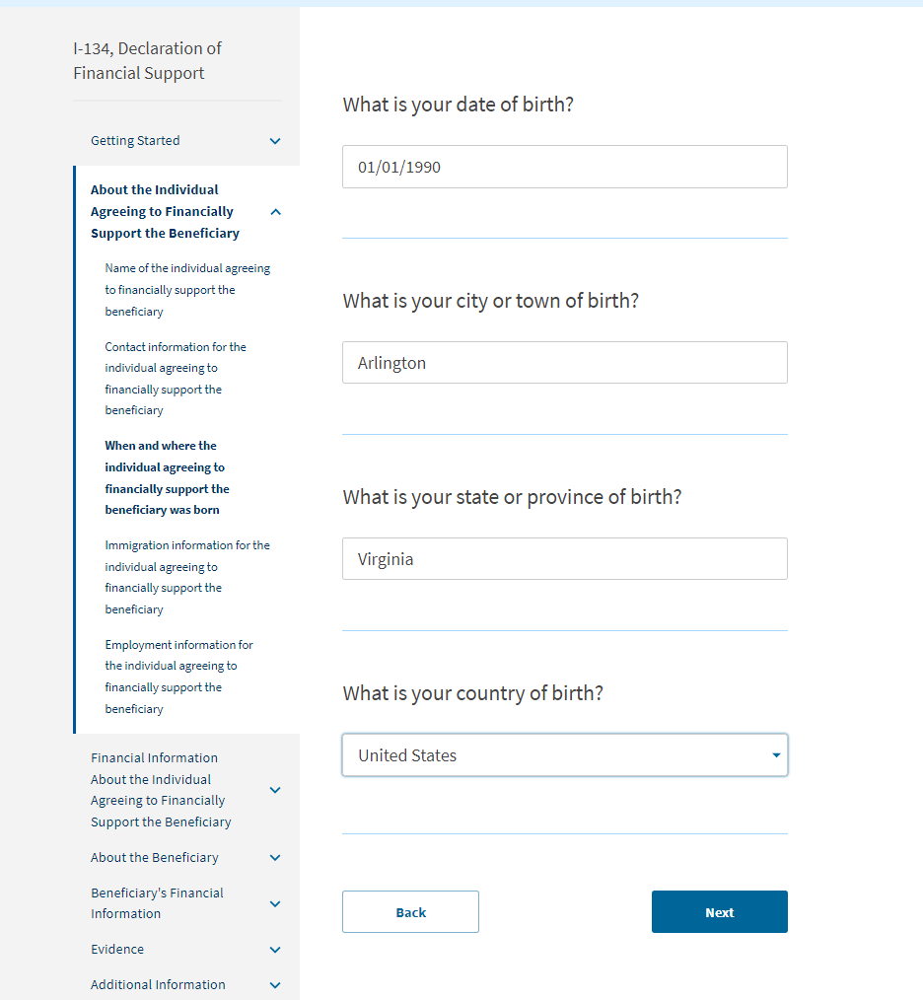 I-134, Declaration of
Financial Support
Getting Started
About the Individual
Agreeing to Financially
Support the Beneficiary
Name of the individual agreeing
to financially support the
beneficiary
Contact information for the
individual agreeing to
financially support the
beneficiary
When and where the
individual agreeing to
financially support the
beneficiary was born
Immigration information for the
individual agreeing to
financially support the
beneficiary
Employment information for
the individual agreeing to
financially support the
beneficiary
Financial Information
About the Individual
Agreeing to Financially
Support the Beneficiary
About the Beneficiary
Beneficiary's Financial
Information
Evidence
Additional Information
What is your date of birth?
01/01/1990
What is your city or town of birth?
Arlington
What is your state or province of birth?
Virginia
What is your country of birth?
United States
Back
Next